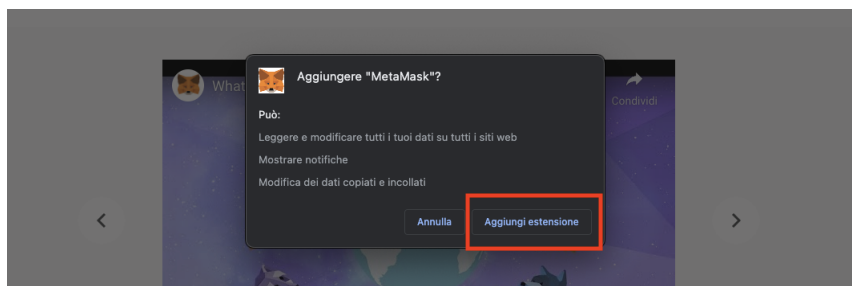 Aggiungere "MetaMask"?
What
Condividi
Può:
Leggere e modificare tutti i tuoi dati su tutti i siti web
Mostrare notifiche
Modifica dei dati copiati e incollati
Annulla
Aggiungi estensione